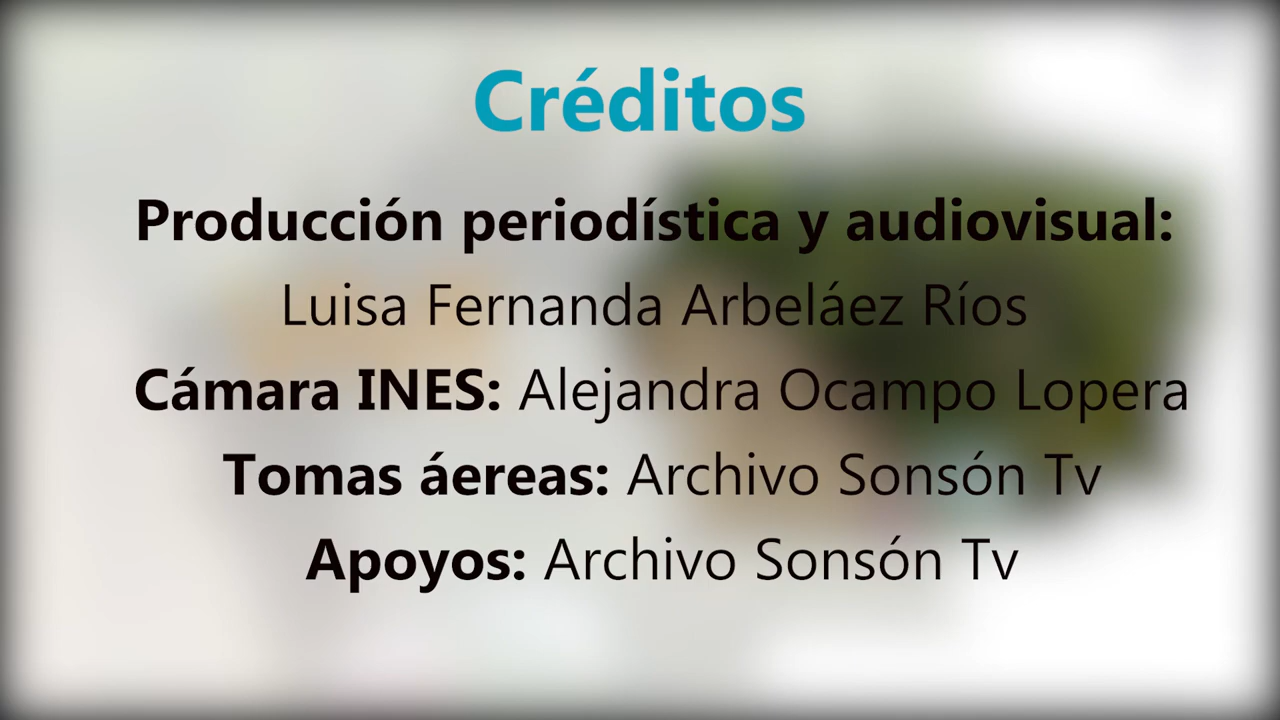 Créditos
Producción periodística y audiovisual:
Luisa Fernanda Arbeláez Ríos
Cámara INES: Alejandra Ocampo Lopera
Tomas áereas: Archivo Sonsón Tv
Apoyos: Archivo Sonsón Tv